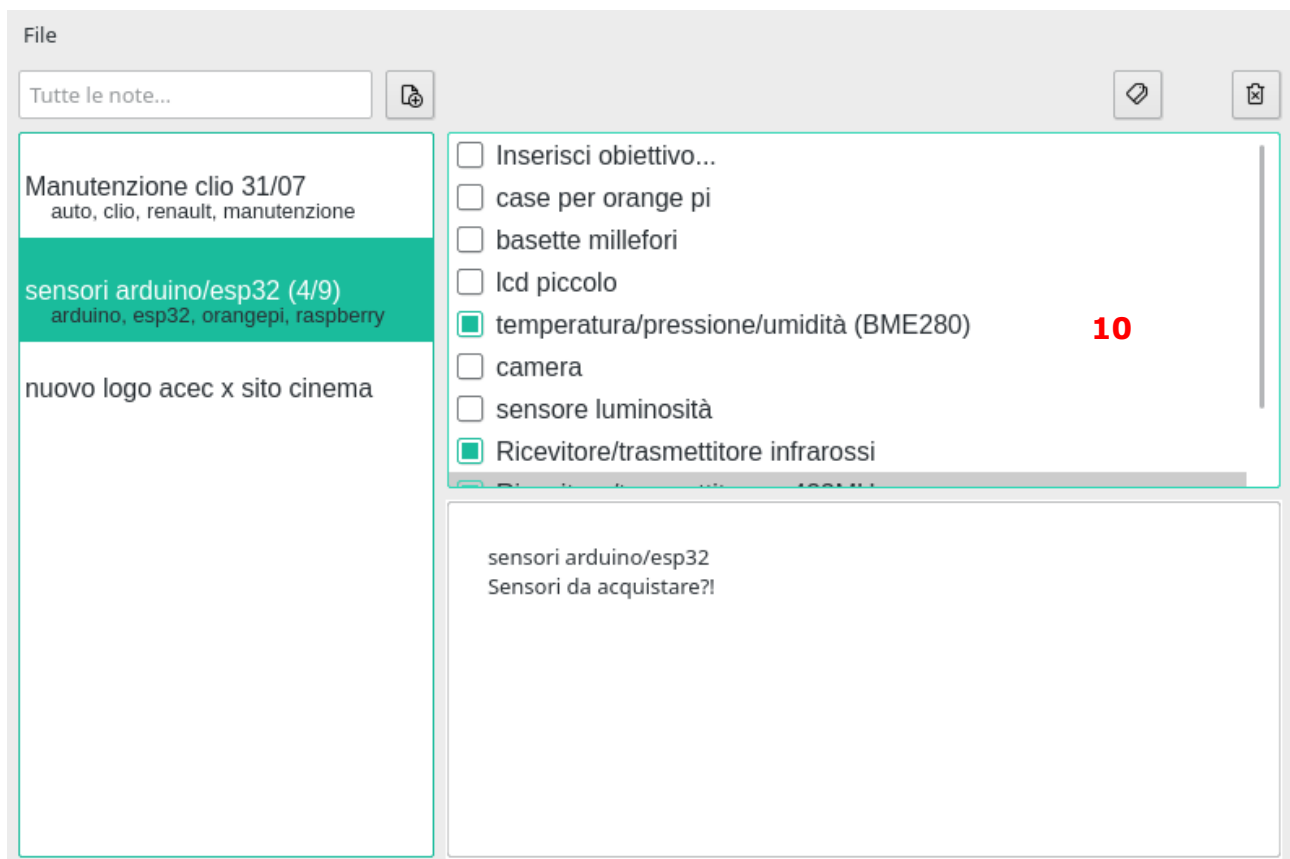 File
Tutte le note...
Manutenzione clio 31/07
auto, clio, renault, manutenzione
sensori arduino/esp32 (4/9)
arduino, esp32, orangepi, raspberry
nuovo logo acec x sito cinema
Inserisci obiettivo...
case per orange pi
basette millefori
lcd piccolo
temperatura/pressione/umidità (BME280)
10
camera
sensore luminosità
Ricevitore/trasmettitore infrarossi
sensori arduino/esp32
Sensori da acquistare?!